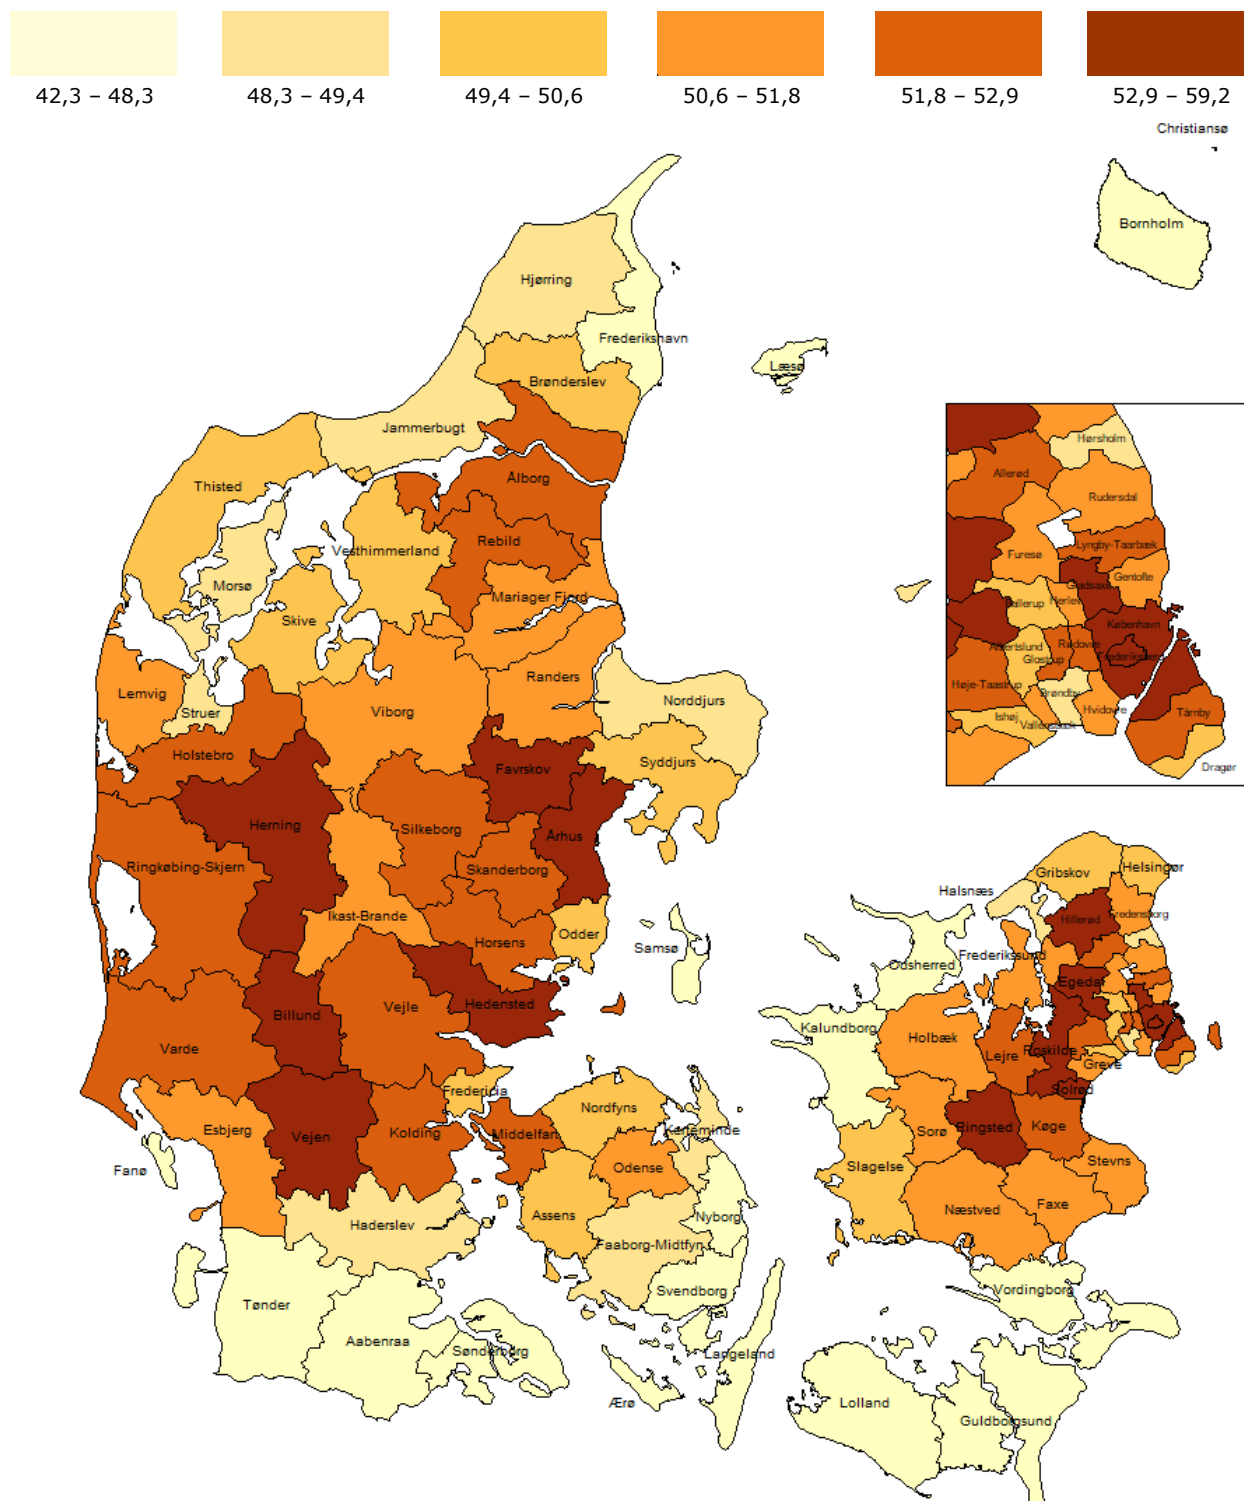 42,3 – 48,3 48,3 – 49,4 49,4 – 50,6 50,6 – 51,8 51,8 – 52,9 52,9 – 59,2
Christiansø
Bornholm
Hjørring
Frederikshavn
Læsø
Brønderslev
Jammerbugt
Hørsholm
Allerød
Ålborg
Thisted
Rudersdal
Rebild
Lyngby-Taarbæk
Vesthimmerland
Furesø
Gentofte
Morsø
Gladsaxe
Mariager Fjord
Ballerup
Herlev
Skive
København
Albertslund
Rødovre
Frederiksberg
Glostrup
Randers
Høje-Taastrup
Lemvig
Brøndby
Norddjurs
Viborg
Hvidovre
Struer
Tårnby
Ishøj
Vallensbæk
Holstebro
Syddjurs
Favrskov
Dragør
Herning
Silkeborg
Århus
Ringkøbing-Skjern
Skanderborg
Gribskov
Helsingør
Halsnæs
Ikast-Brande
Hillerød
Fredensborg
Odder
Horsens
Samsø
Frederikssund
Odsherred
Egedal
Hedensted
Vejle
Billund
Kalundborg
Holbæk
Varde
Lejre
Roskilde
Greve
Fredericia
Solrød
Nordfyns
Esbjerg
Vejen
Kolding
Middelfart
Kerteminde
Sorø
Ringsted
Køge
Stevns
Fanø
Odense
Slagelse
Næstved
Faxe
Assens
Nyborg
Haderslev
Faaborg-Midtfyn
Svendborg
Vordingborg
Tønder
Aabenraa
Sønderborg
Langeland
Ærø
Lolland
Guldborgsund